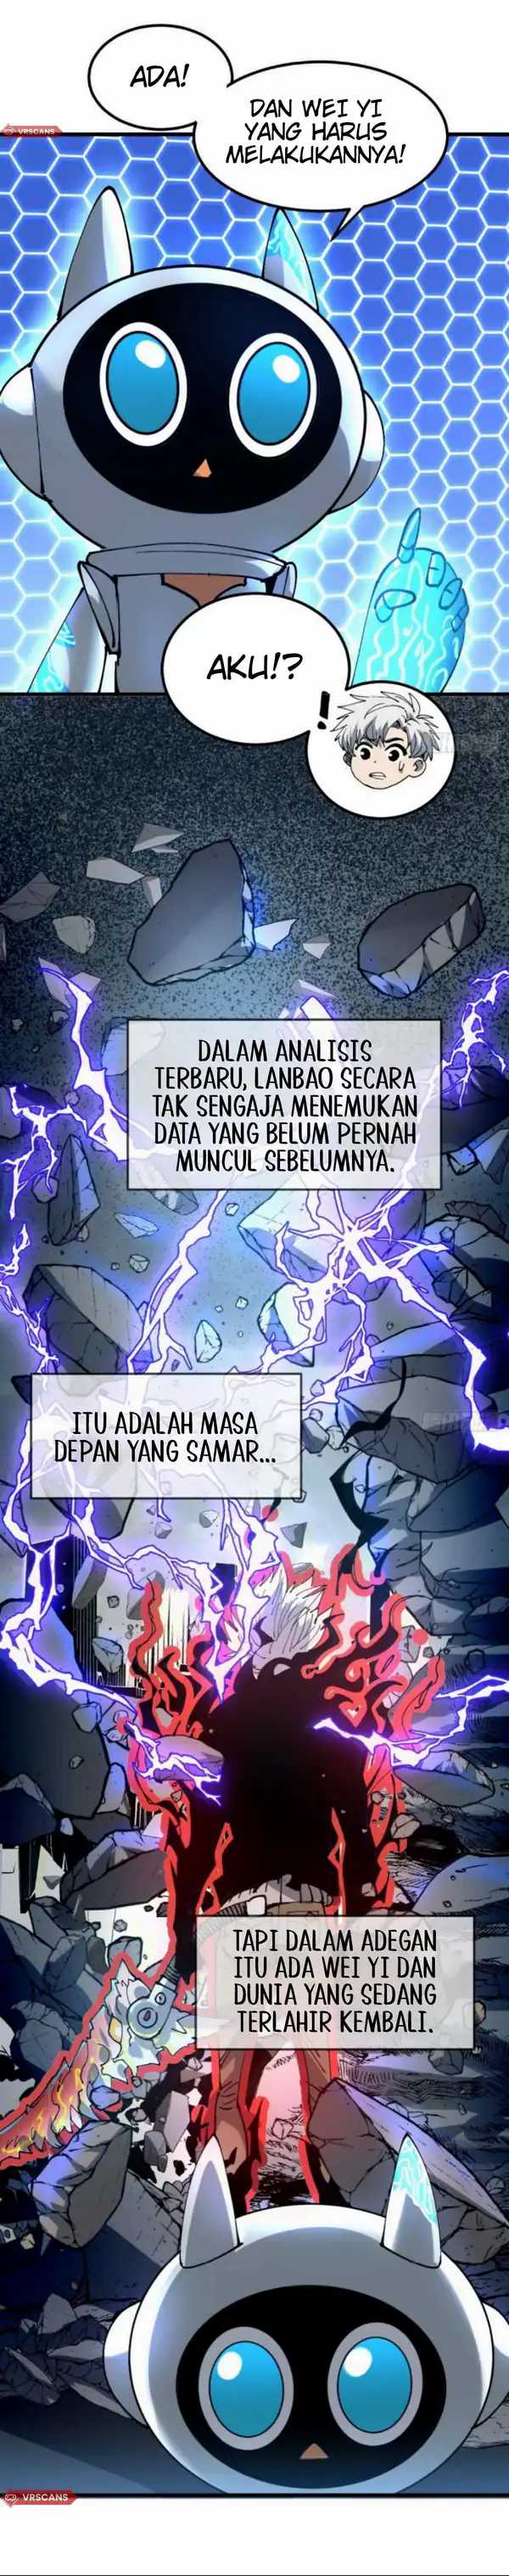 ADA!
DAN WEI YI
YANG HARUS
MELAKUKANNYA!
VRSCANS
AKU!?
!
DALAM ANALISIS
TERBARU, LANBAO SECARA
TAK SENGAJA MENEMUKAN
DATA YANG BELUM PERNAH
MUNCUL SEBELUMNYA.
ITU ADALAH MASA
DEPAN YANG SAMAR...
TAPI DALAM ADEGAN
ITU ADA WEI YI DAN
DUNIA YANG SEDANG
TERLAHIR KEMBALI.
VRSCANS